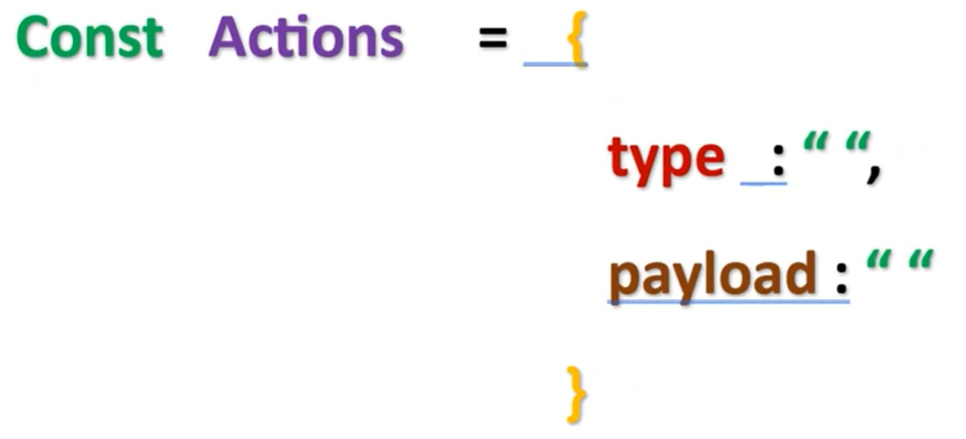 Const Actions = {
type : “ “,
payload : “ “
}